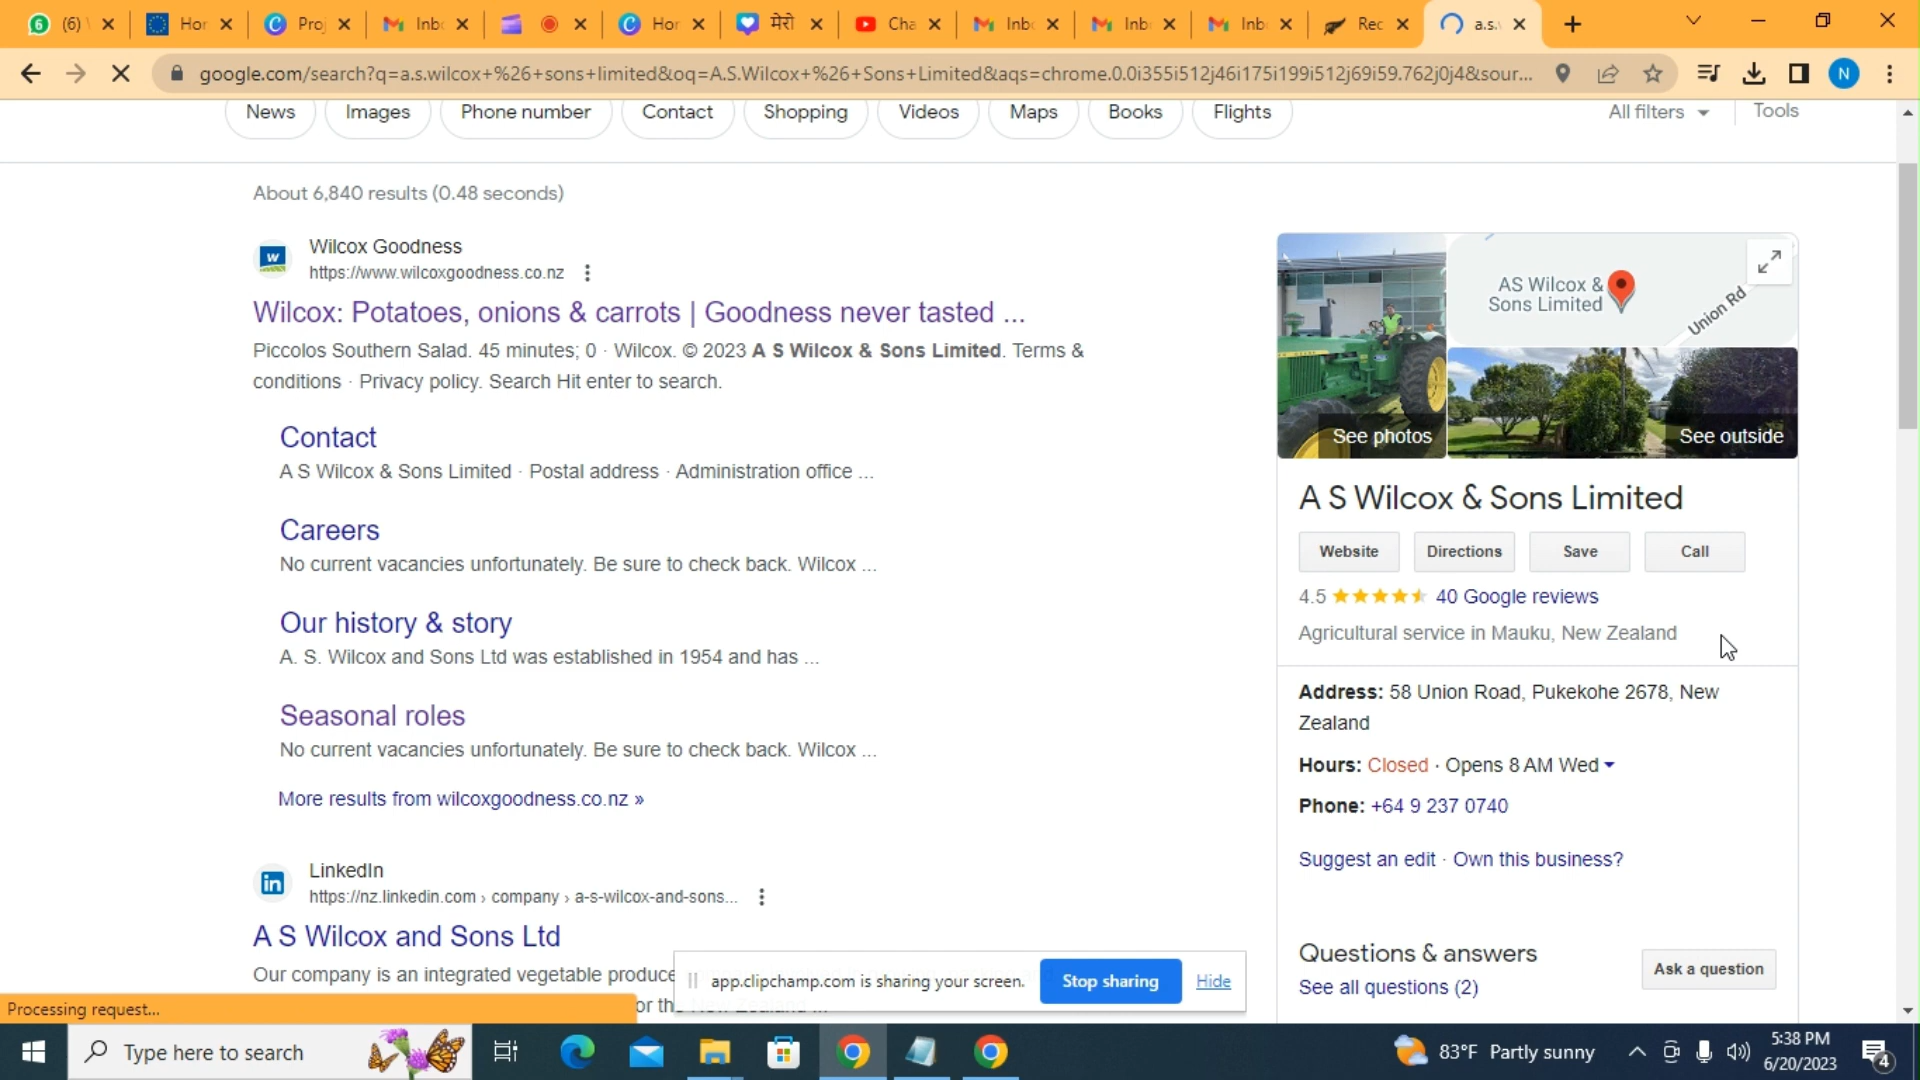 (6)
Hor
Proj
Inbo
Hor
मेरो
Cha
Inbo
Inb
Inb
Rec
a.s.
google.com/search?q=a.s.wilcox+%26+sons+limited&oq=A.S.Wilcox+%26+Sons+Limited&aqs=chrome.0.0i355i512j46i175i199i512j69i59.762j0j4&sour...
N
News
Images
Phone number
Contact
Shopping
Videos
Maps
Books
Flights
All filters
Tools
About 6,840 results (0.48 seconds)
w
Wilcox Goodness
https://www.wilcoxgoodness.co.nz
Wilcox: Potatoes, onions & carrots | Goodness never tasted ...
Piccolos Southern Salad. 45 minutes; 0 · Wilcox. © 2023 A S Wilcox & Sons Limited. Terms &
conditions · Privacy policy. Search Hit enter to search.
Contact
A S Wilcox & Sons Limited · Postal address · Administration office ...
Careers
No current vacancies unfortunately. Be sure to check back. Wilcox ...
Our history & story
A. S. Wilcox and Sons Ltd was established in 1954 and has ...
Seasonal roles
No current vacancies unfortunately. Be sure to check back. Wilcox ...
More results from wilcoxgoodness.co.nz »
in
LinkedIn
https://nz.linkedin.com › company › a-s-wilcox-and-sons...
A S Wilcox and Sons Ltd
Our company is an integrated vegetable produce
AS Wilcox &
Sons Limited
Union Rd
See photos
See outside
A S Wilcox & Sons Limited
Website
Directions
Save
Call
4.5 40 Google reviews
Agricultural service in Mauku, New Zealand
Address: 58 Union Road, Pukekohe 2678, New
Zealand
Hours: Closed · Opens 8 AM Wed
Phone: +64 9 237 0740
Suggest an edit · Own this business?
Questions & answers
See all questions (2)
Ask a question
app.clipchamp.com is sharing your screen.
Stop sharing
Hide
Processing request...
or the New Zealand ...
Type here to search
83°F Partly sunny
5:38 PM
6/20/2023
4